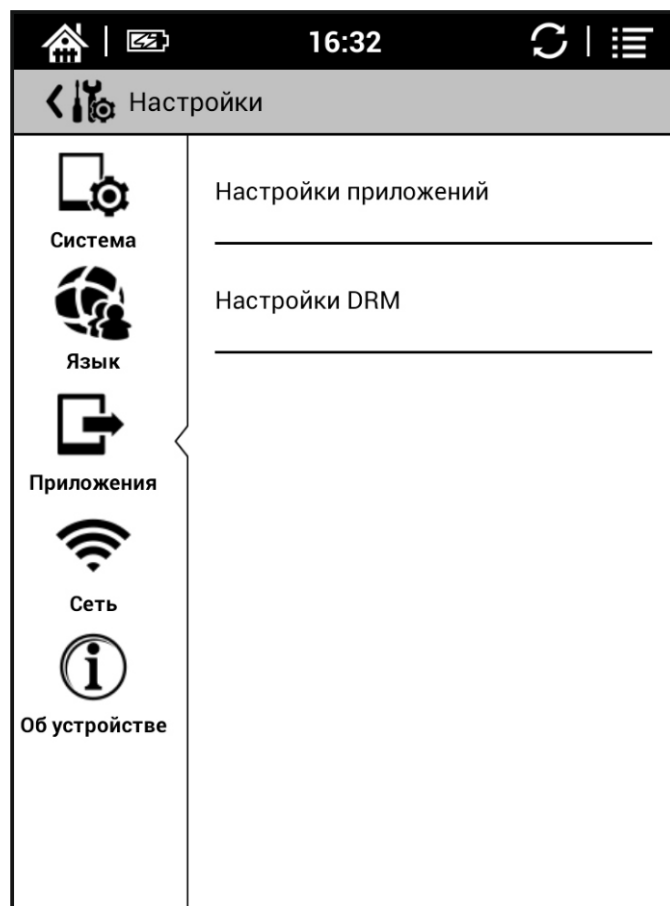 16:32
Настройки
Система
Язык
Приложения
Сеть
Об устройстве
Настройки приложений
Настройки DRM